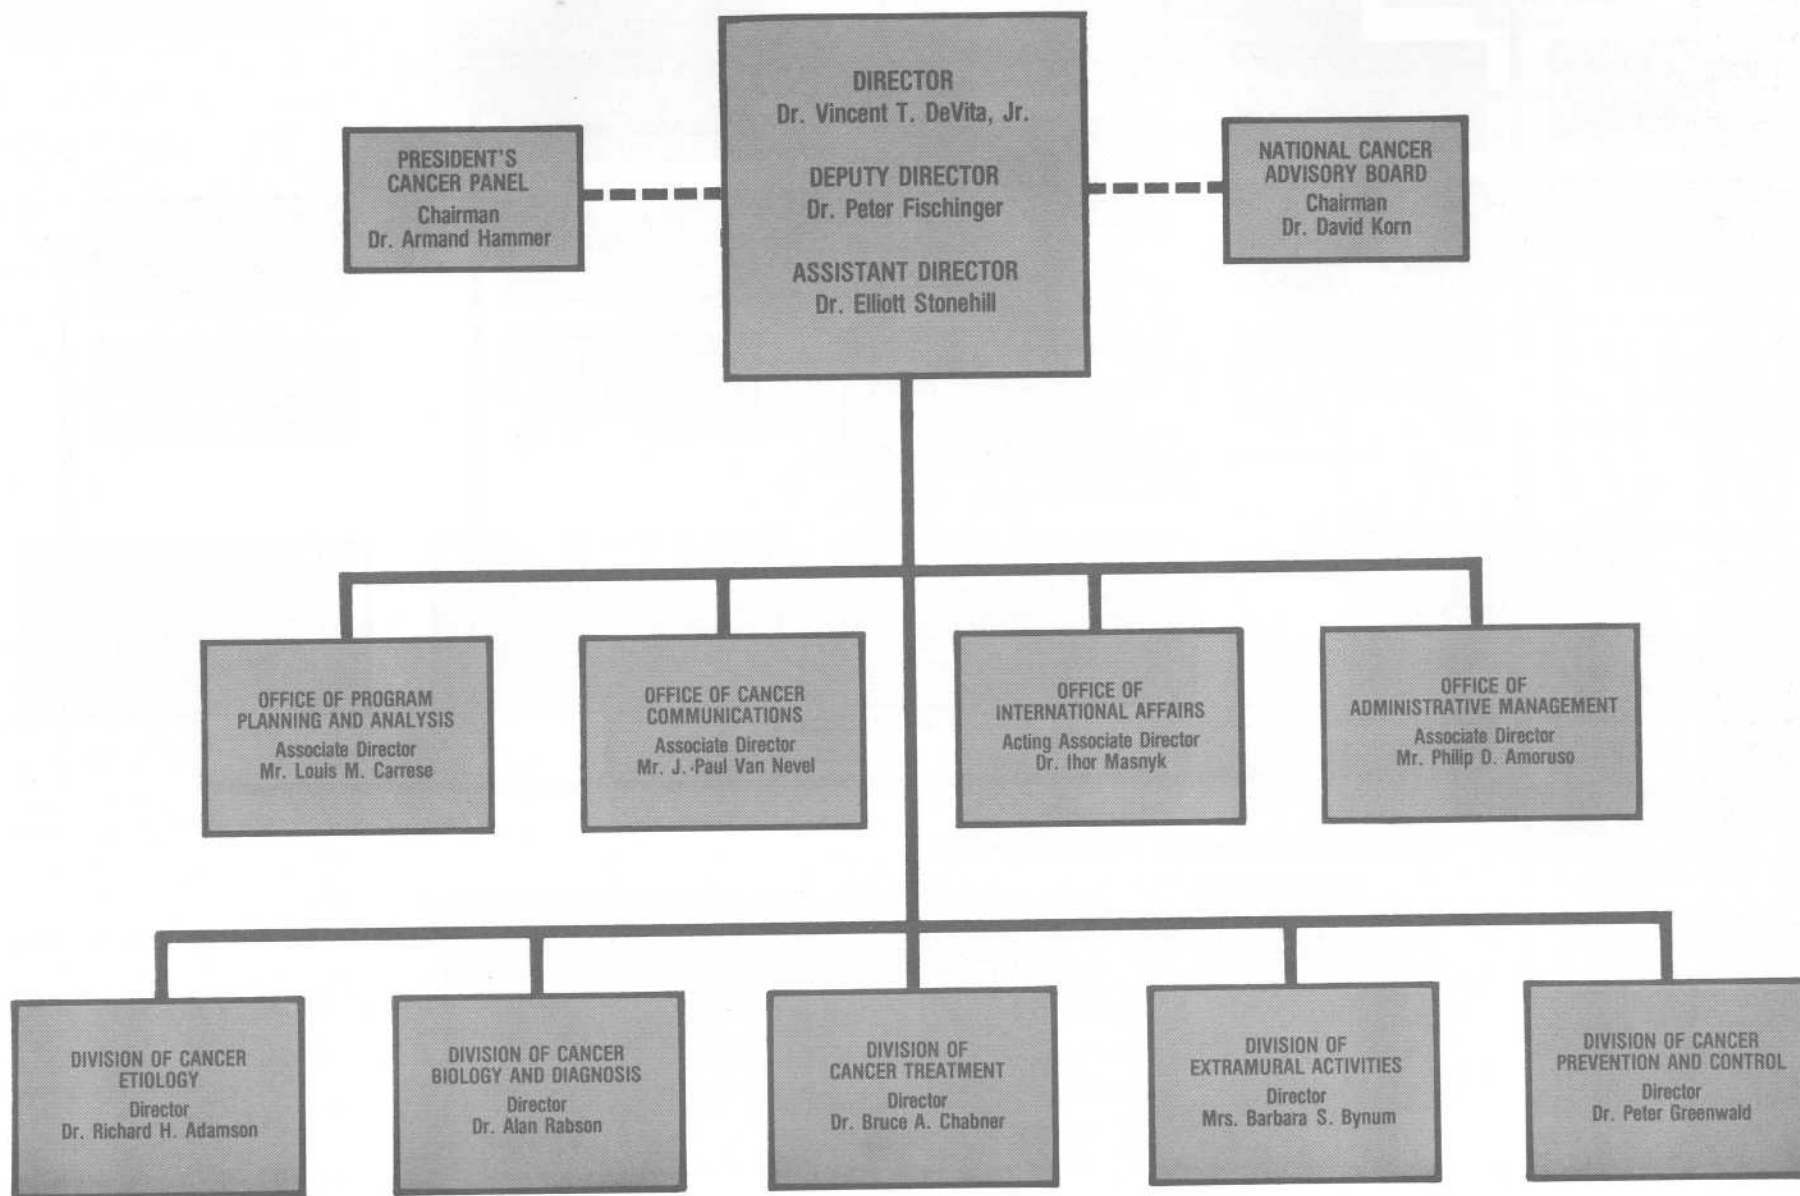 DIRECTOR
Dr. Vincent T. DeVita, Jr.
DEPUTY DIRECTOR
Dr. Peter Fischinger
ASSISTANT DIRECTOR
Dr. Elliott Stonehill
PRESIDENT'S
CANCER PANEL
Chairman
Dr. Armand Hammer
NATIONAL CANCER
ADVISORY BOARD
Chairman
Dr. David Korn
OFFICE OF PROGRAM
PLANNING AND ANALYSIS
Associate Director
Mr. Louis M. Carrese
OFFICE OF CANCER
COMMUNICATIONS
Associate Director
Mr. J. Paul Van Nevel
OFFICE OF
INTERNATIONAL AFFAIRS
Acting Associate Director
Dr. Ihor Masnyk
OFFICE OF
ADMINISTRATIVE MANAGEMENT
Associate Director
Mr. Philip D. Amoruso
DIVISION OF CANCER
ETIOLOGY
Director
Dr. Richard H. Adamson
DIVISION OF CANCER
BIOLOGY AND DIAGNOSIS
Director
Dr. Alan Rabson
DIVISION OF
CANCER TREATMENT
Director
Dr. Bruce A. Chabner
DIVISION OF
EXTRAMURAL ACTIVITIES
Director
Mrs. Barbara S. Bynum
DIVISION OF CANCER
PREVENTION AND CONTROL
Director
Dr. Peter Greenwald